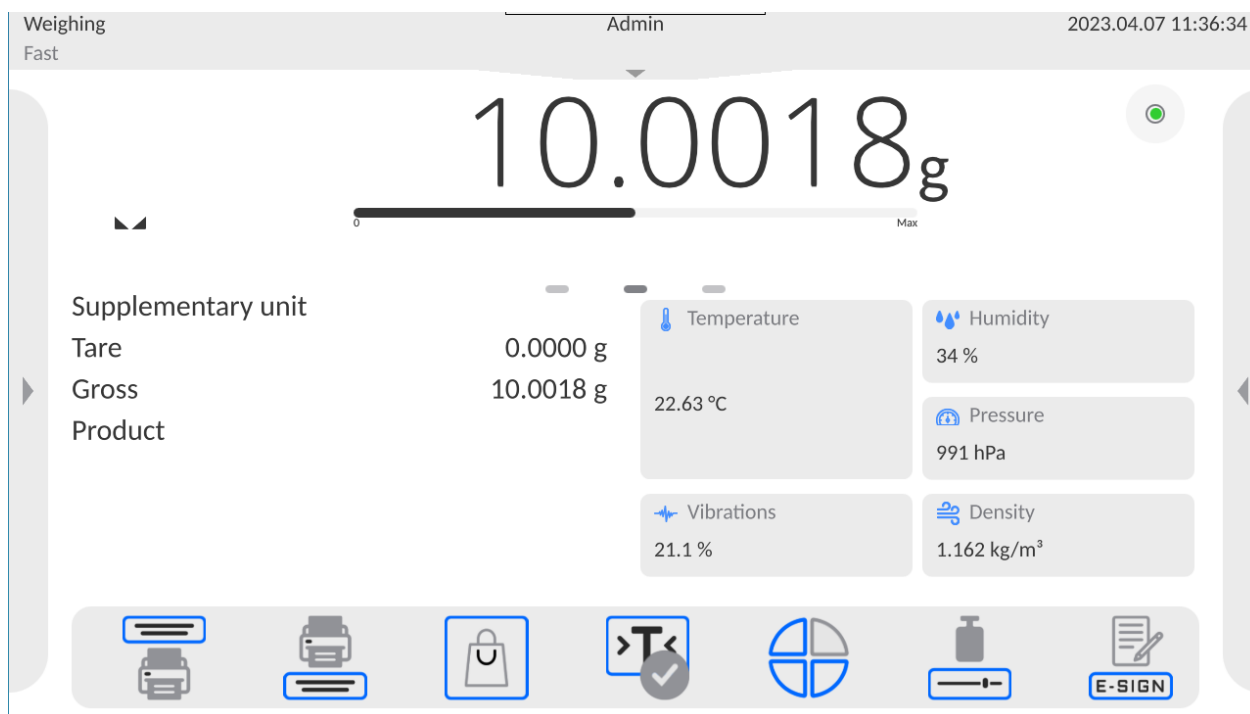 Weighing
Admin
2023.04.07 11:36:34
Fast
10.0018 g
0
Max
Supplementary unit
Tare 0.0000 g
Gross 10.0018 g
Product
Temperature
22.63 °C
Humidity
34 %
Pressure
991 hPa
Vibrations
21.1 %
Density
1.162 kg/m³
>T<
E-SIGN